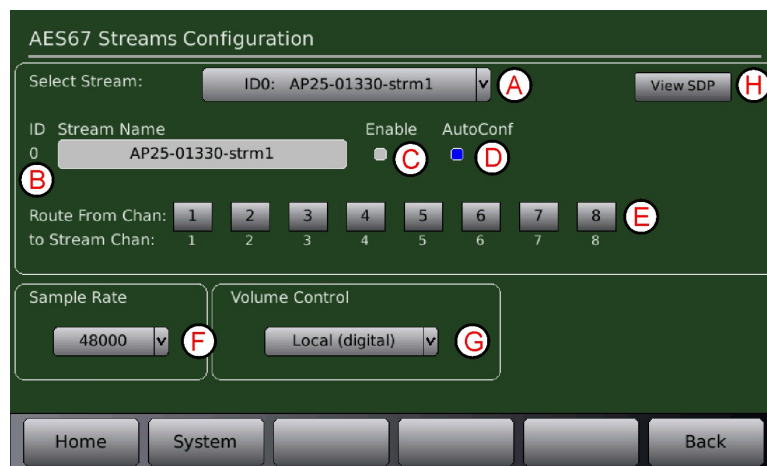 AES67 Streams Configuration
Select Stream: ID0: AP25-01330-strm1 v A View SDP H
ID Stream Name Enable AutoConf
0 AP25-01330-strm1 C D
B
Route From Chan: 1 2 3 4 5 6 7 8 E
to Stream Chan: 1 2 3 4 5 6 7 8
Sample Rate Volume Control
48000 v F Local (digital) v G
Home System Back